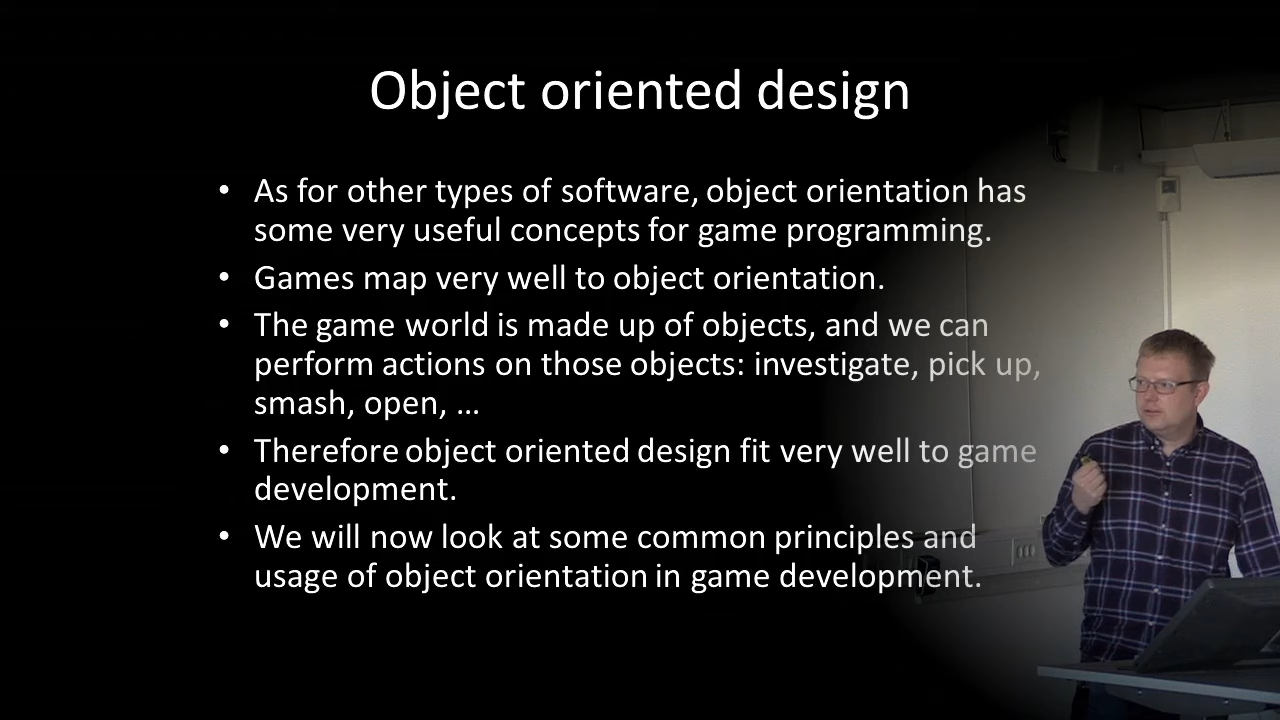 Object oriented design
• As for other types of software, object orientation has
some very useful concepts for game programming.
• Games map very well to object orientation.
• The game world is made up of objects, and we can
perform actions on those objects: investigate, pick up,
smash, open, …
• Therefore object oriented design fit very well to game
development.
• We will now look at some common principles and
usage of object orientation in game development.